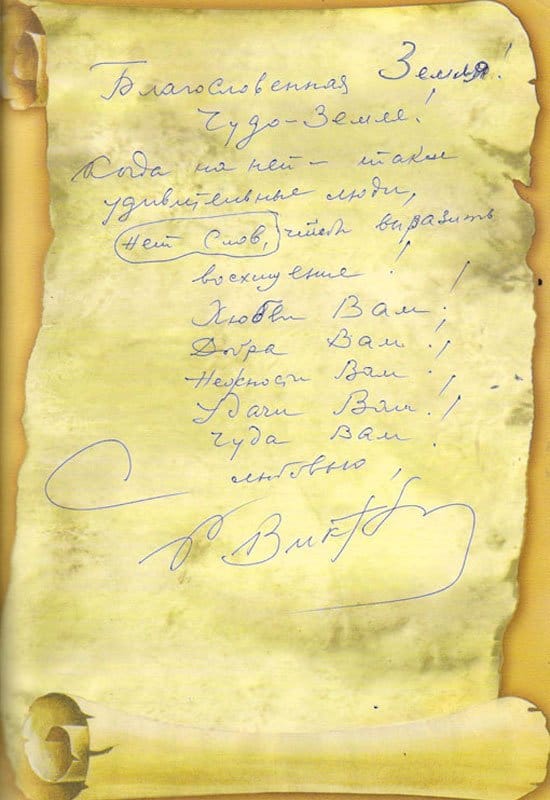 Благословенная Земля!
Чудо-Земля!
Когда на ней - такие
удивительные люди,
Нет Слов, чтобы выразить
восхищение!
Любви Вам!
Добра Вам!
Нежности Вам!
Удачи Вам!
Чуда Вам!
С любовью,
Р Викт